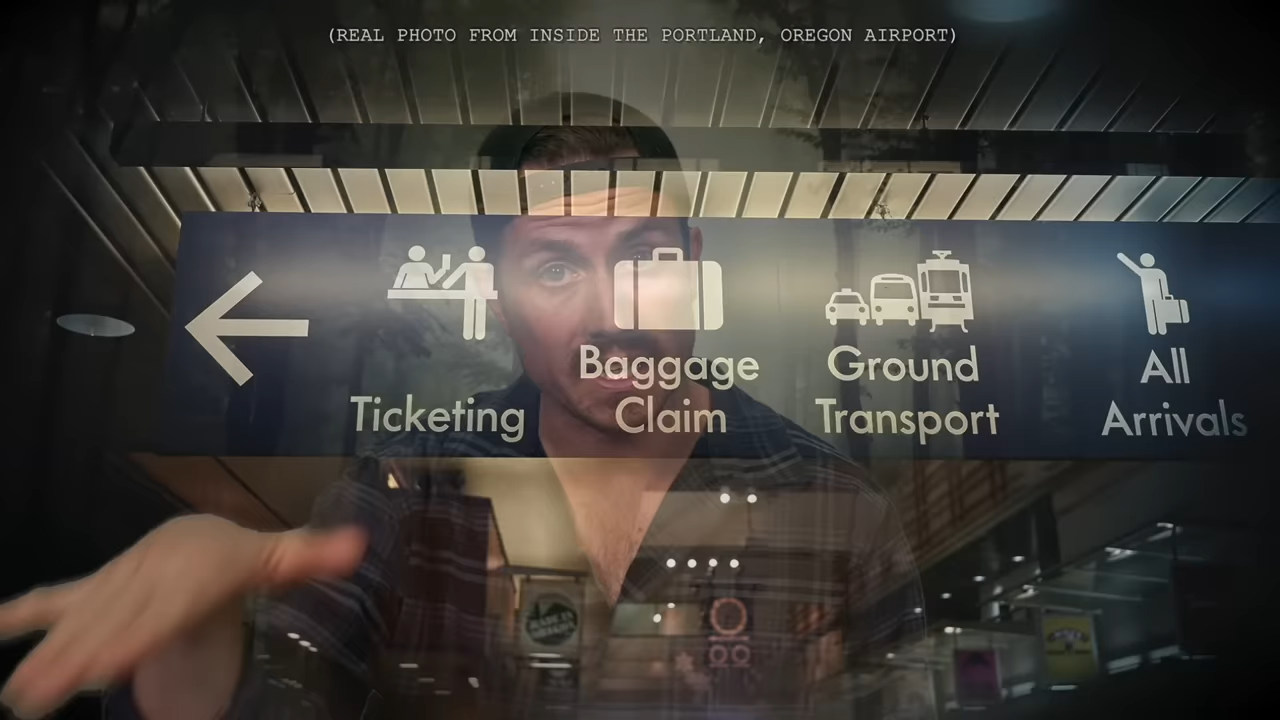 (REAL PHOTO FROM INSIDE THE PORTLAND, OREGON AIRPORT)
Ticketing
Baggage
Claim
Ground
Transport
All
Arrivals